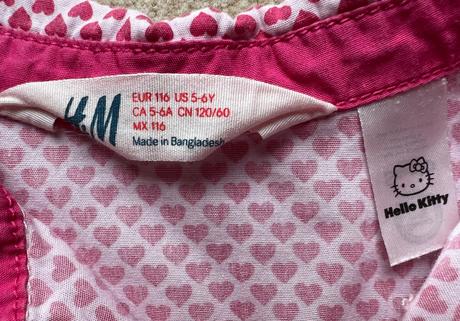 H&M
EUR 116 US 5-6Y
CA 5-6A CN 120/60
MX 116
Made in Bangladesh
Hello Kitty